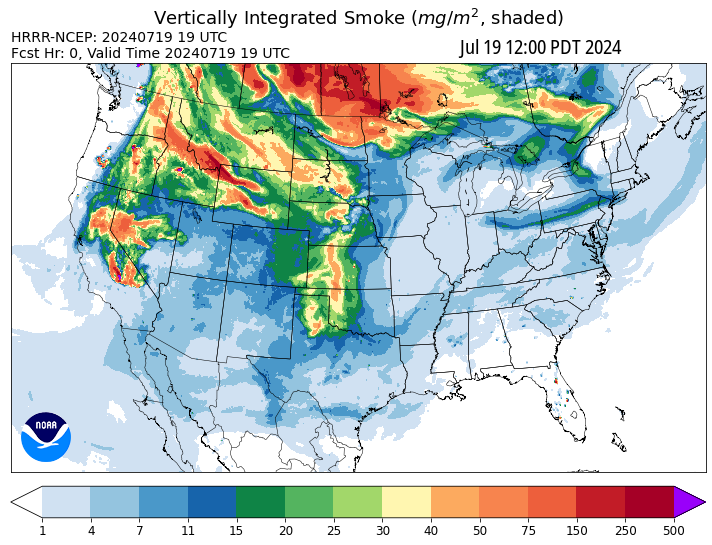 Vertically Integrated Smoke (mg/m², shaded)
HRRR-NCEP: 20240719 19 UTC
Fcst Hr: 0, Valid Time 20240719 19 UTC
Jul 19 12:00 PDT 2024
NOAA
1 4 7 11 15 20 25 30 40 50 75 150 250 500